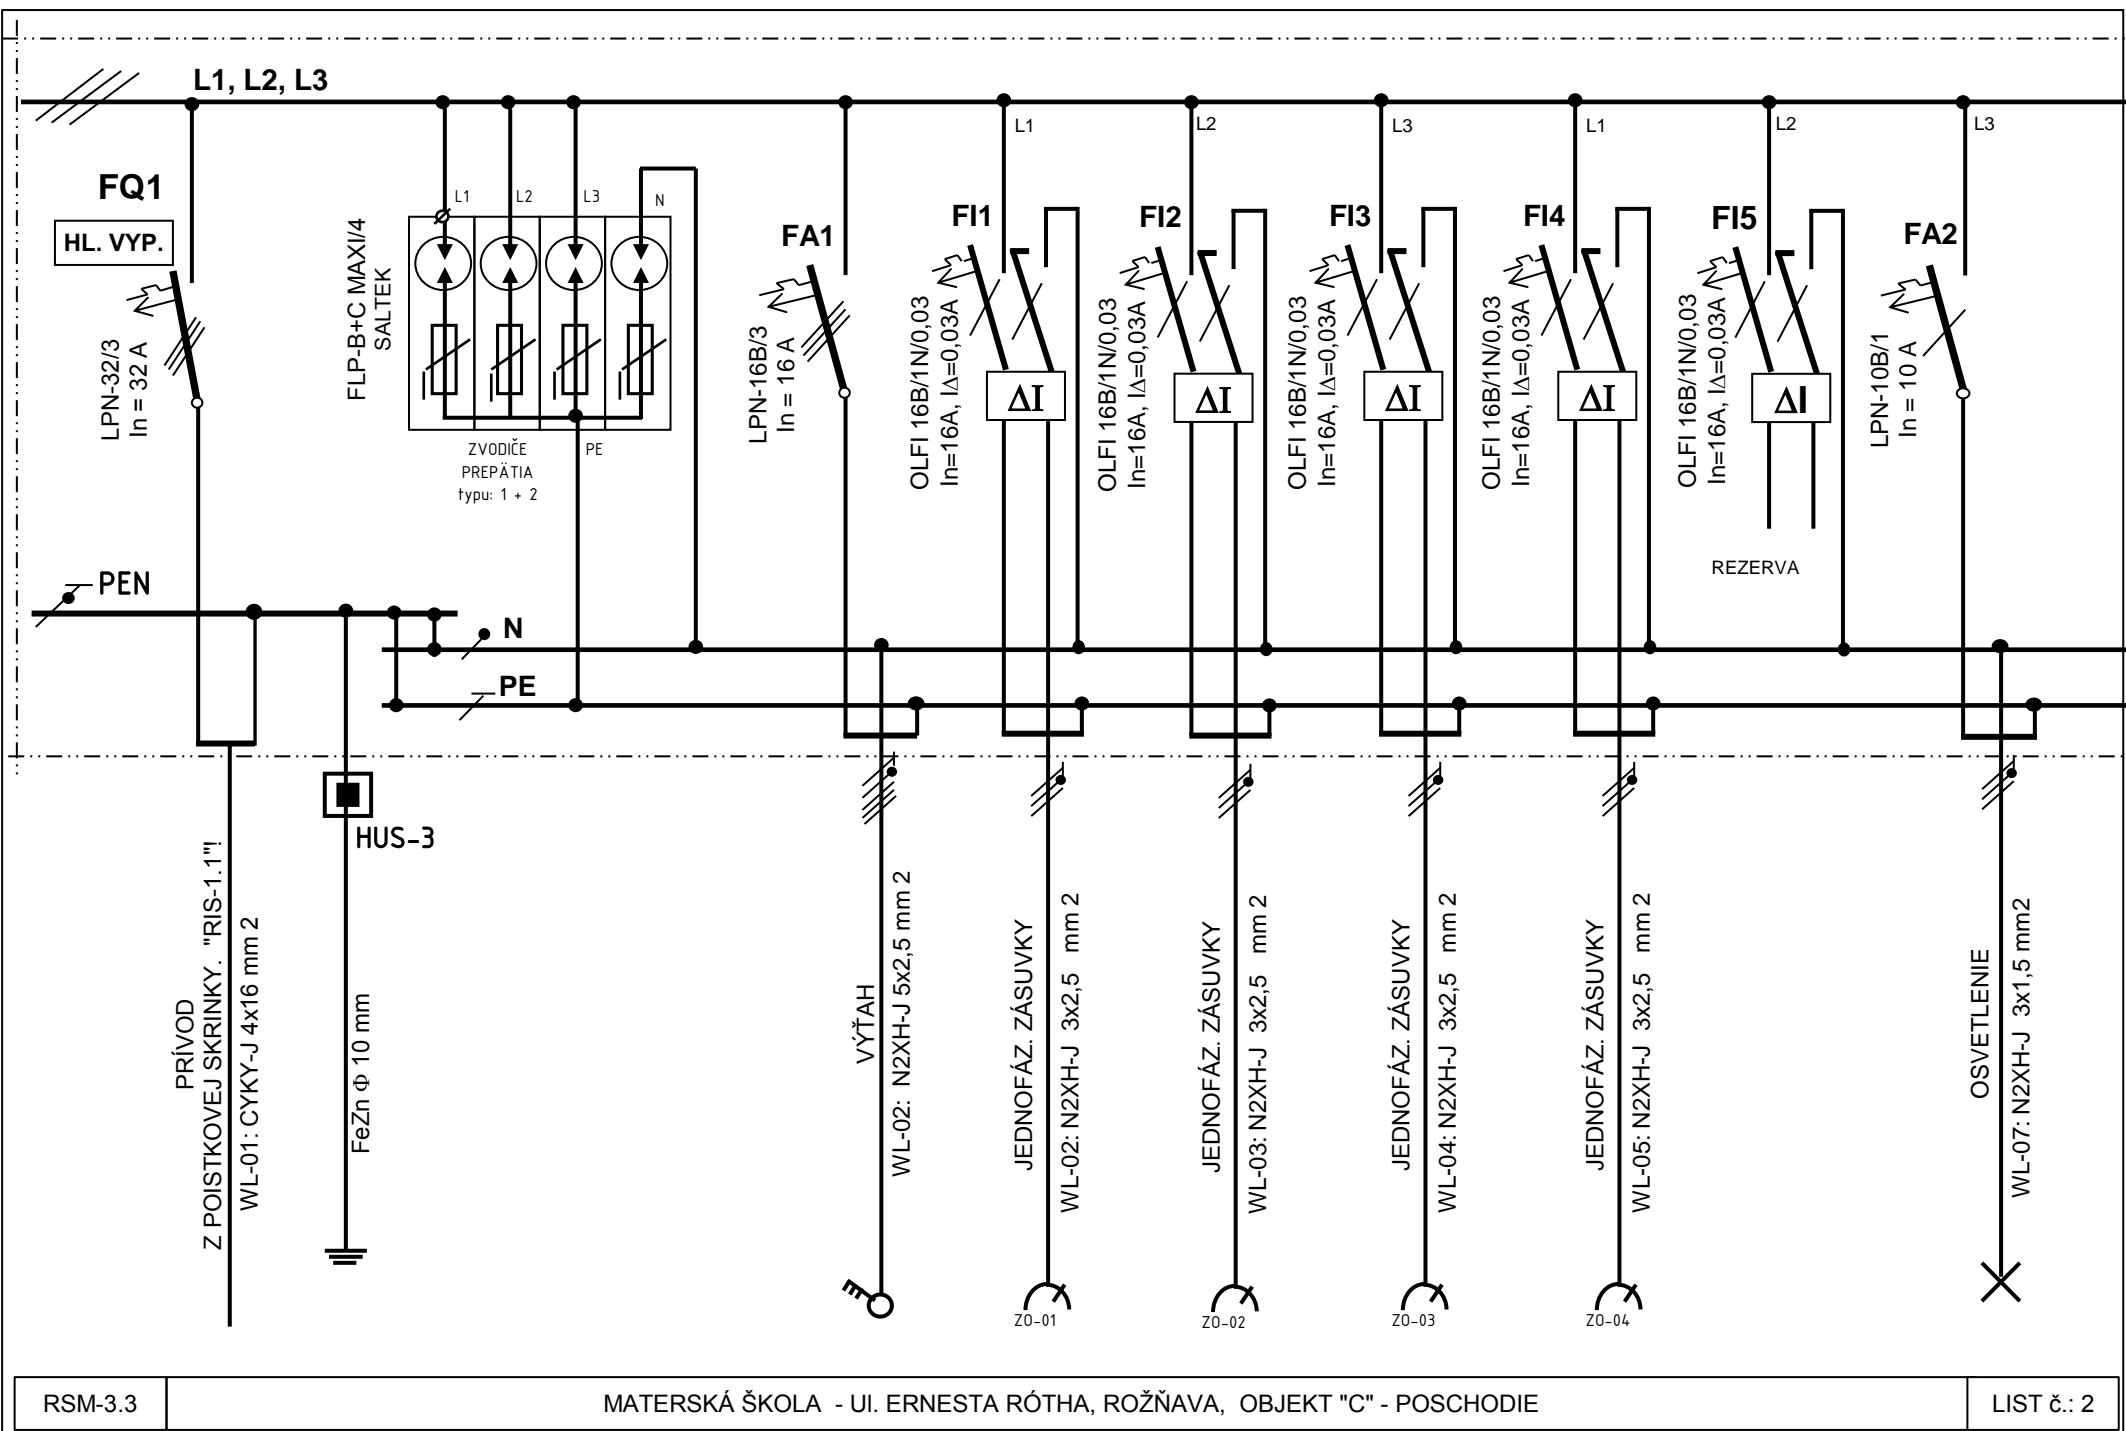 L1, L2, L3
FQ1
HL. VYP.
LPN-32/3
In = 32 A
FLP-B+C MAXI/4
SALTEK
L1
L2
L3
N
ZVODIČE
PREPÄTIA
typu: 1 + 2
PE
FA1
LPN-16B/3
In = 16 A
L1
FI1
OLFI 16B/1N/0,03
In=16A, I∆=0,03A
ΔI
L2
FI2
OLFI 16B/1N/0,03
In=16A, I∆=0,03A
ΔI
L3
FI3
OLFI 16B/1N/0,03
In=16A, I∆=0,03A
ΔI
L1
FI4
OLFI 16B/1N/0,03
In=16A, I∆=0,03A
ΔI
L2
FI5
OLFI 16B/1N/0,03
In=16A, I∆=0,03A
ΔI
REZERVA
L3
FA2
LPN-10B/1
In = 10 A
PEN
N
PE
HUS-3
PRÍVOD
Z POISTKOVEJ SKRINKY. "RIS-1.1"!
WL-01: CYKY-J 4x16 mm 2
FeZn Φ 10 mm
VÝŤAH
WL-02: N2XH-J 5x2,5 mm 2
JEDNOFÁZ. ZÁSUVKY
WL-02: N2XH-J 3x2,5 mm 2
ZO-01
JEDNOFÁZ. ZÁSUVKY
WL-03: N2XH-J 3x2,5 mm 2
ZO-02
JEDNOFÁZ. ZÁSUVKY
WL-04: N2XH-J 3x2,5 mm 2
ZO-03
JEDNOFÁZ. ZÁSUVKY
WL-05: N2XH-J 3x2,5 mm 2
ZO-04
OSVETLENIE
WL-07: N2XH-J 3x1,5 mm2
RSM-3.3
MATERSKÁ ŠKOLA - Ul. ERNESTA RÓTHA, ROŽŇAVA, OBJEKT "C" - POSCHODIE
LIST č.: 2